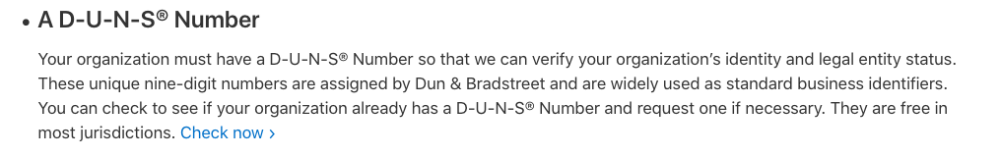 • A D-U-N-S® Number
Your organization must have a D-U-N-S® Number so that we can verify your organization’s identity and legal entity status.
These unique nine-digit numbers are assigned by Dun & Bradstreet and are widely used as standard business identifiers.
You can check to see if your organization already has a D-U-N-S® Number and request one if necessary. They are free in
most jurisdictions. Check now ›